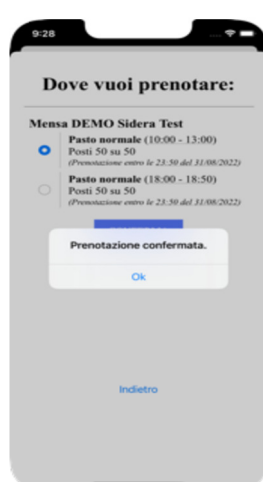 9:28
Dove vuoi prenotare:
Mensa DEMO Sidera Test
Pasto normale (10:00 - 13:00)
Posti 50 su 50
(Prenotazione entro le 23:50 del 31/08/2022)
Pasto normale (18:00 - 18:50)
Posti 50 su 50
(Prenotazione entro le 23:50 del 31/08/2022)
Prenotazione confermata.
Ok
Indietro